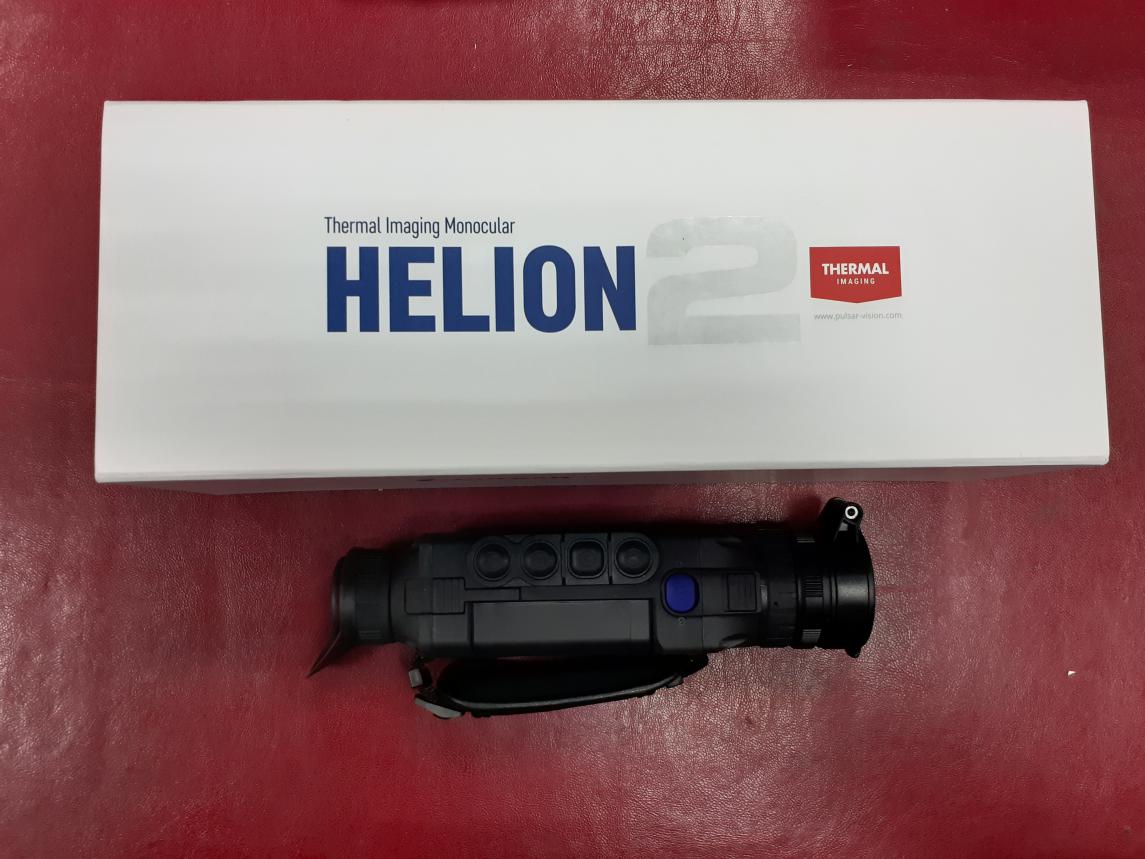 Thermal Imaging Monocular
HELION 2
THERMAL
IMAGING
www.pulsar-vision.com